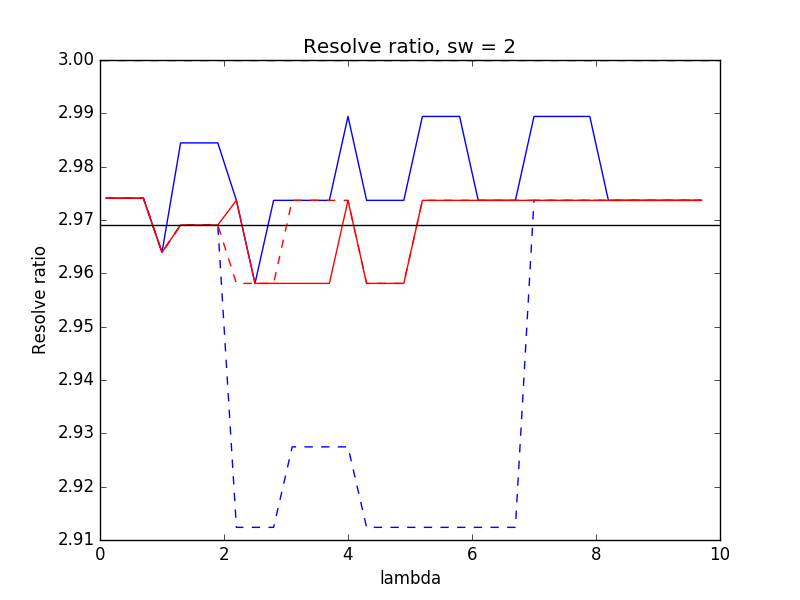 Resolve ratio, sw = 2
3.00
2.99
2.98
2.97
2.96
2.95
2.94
2.93
2.92
2.91
Resolve ratio
0 2 4 6 8 10
lambda